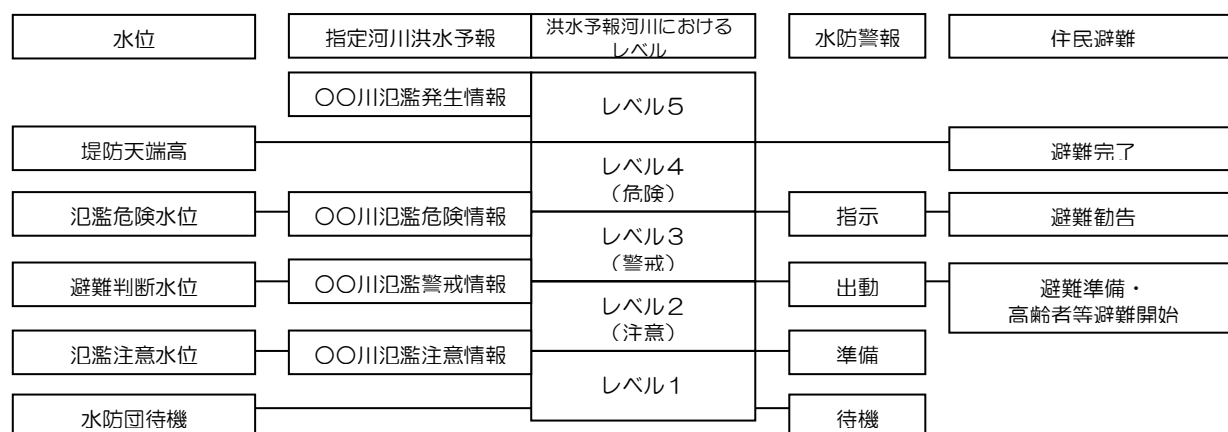 水位
指定河川洪水予報
洪水予報河川における
レベル
水防警報
住民避難
〇〇川氾濫発生情報
レベル5
堤防天端高
避難完了
レベル4
(危険)
氾濫危険水位
〇〇川氾濫危険情報
指示
避難勧告
レベル3
(警戒)
避難判断水位
〇〇川氾濫警戒情報
出動
避難準備・
高齢者等避難開始
レベル2
(注意)
氾濫注意水位
〇〇川氾濫注意情報
準備
レベル1
水防団待機
待機